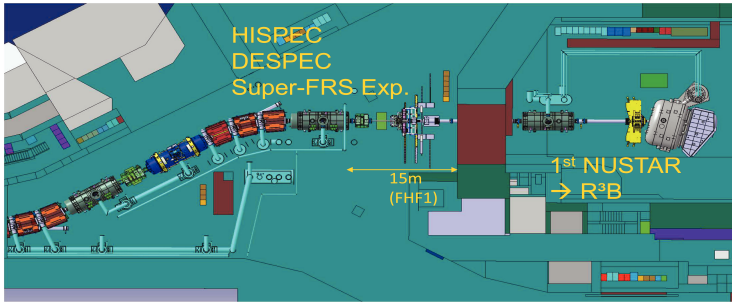 HISPEC
DESPEC
Super-FRS Exp.
15m
(FHF1)
1st NUSTAR
→ R³B